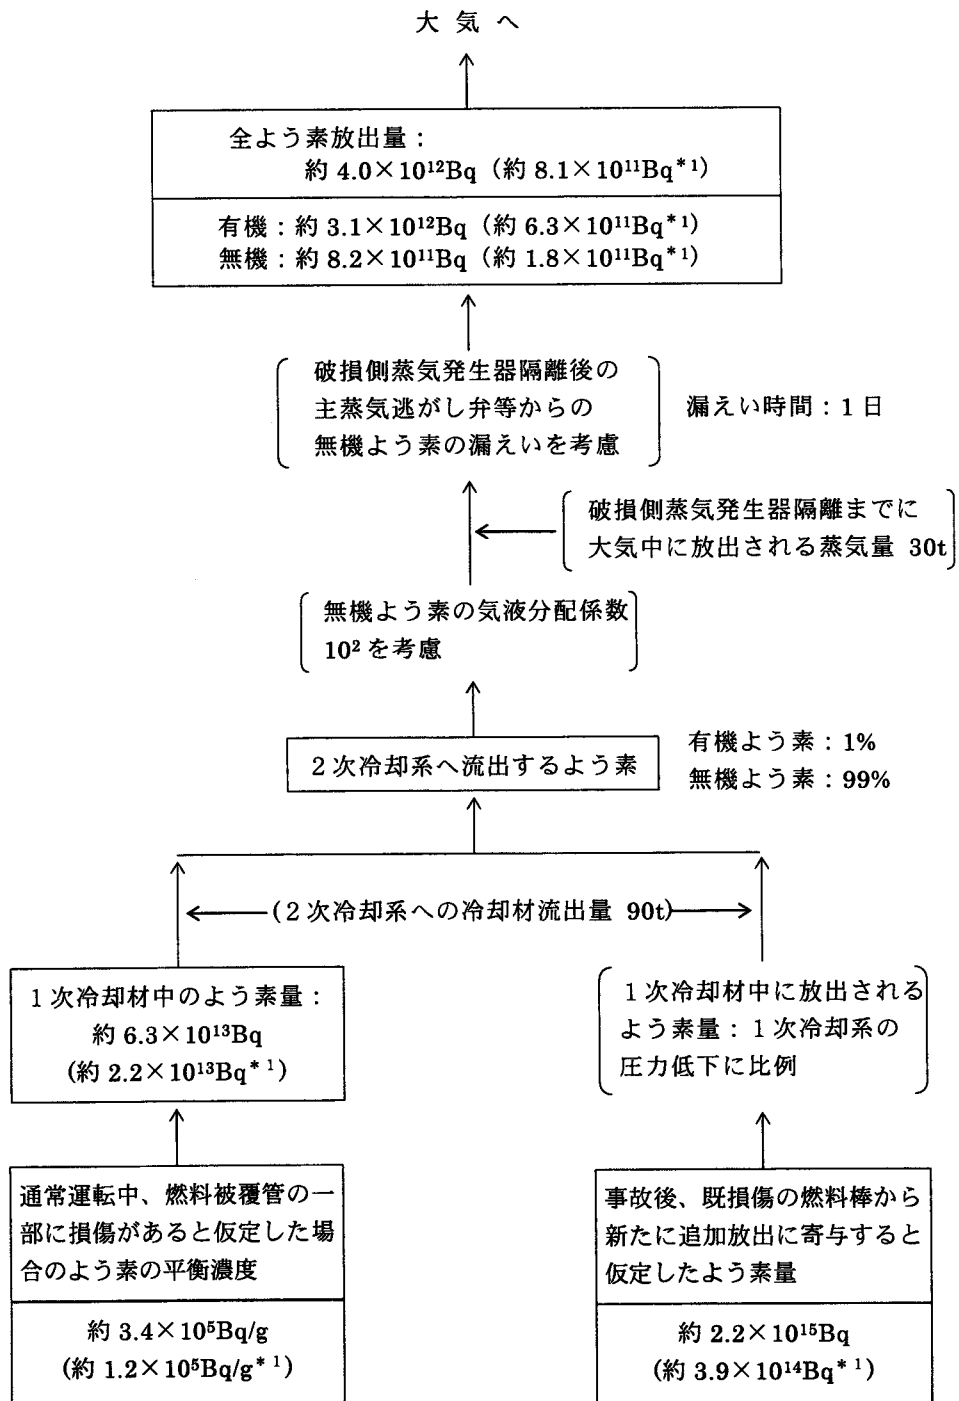 大気へ
全よう素放出量：
約 4.0×10¹²Bq（約 8.1×10¹¹Bq*¹）
有機：約 3.1×10¹²Bq（約 6.3×10¹¹Bq*¹）
無機：約 8.2×10¹¹Bq（約 1.8×10¹¹Bq*¹）
破損側蒸気発生器隔離後の
主蒸気逃がし弁等からの
無機よう素の漏えいを考慮
漏えい時間：1日
破損側蒸気発生器隔離までに
大気中に放出される蒸気量 30t
無機よう素の気液分配係数
10²を考慮
2次冷却系へ流出するよう素
有機よう素：1%
無機よう素：99%
(2次冷却系への冷却材流出量 90t)
1次冷却材中のよう素量：
約 6.3×10¹³Bq
(約 2.2×10¹³Bq*¹)
1次冷却材中に放出される
よう素量：1次冷却系の
圧力低下に比例
通常運転中、燃料被覆管の一
部に損傷があると仮定した場
合のよう素の平衡濃度
約 3.4×10⁵Bq/g
(約 1.2×10⁵Bq/g*¹)
事故後、既損傷の燃料棒から
新たに追加放出に寄与すると
仮定したよう素量
約 2.2×10¹⁵Bq
(約 3.9×10¹⁴Bq*¹)